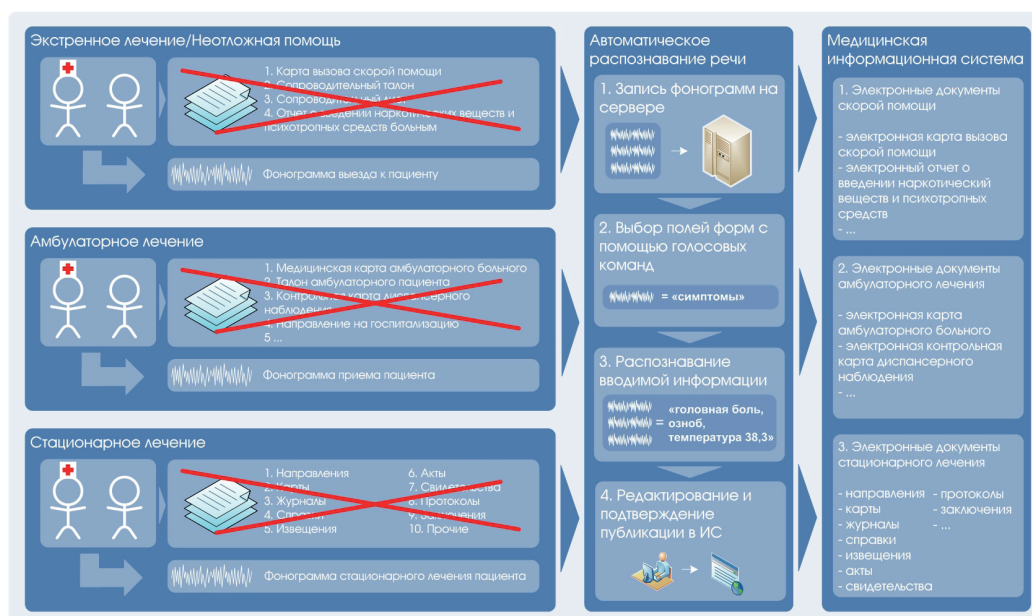 Экстренное лечение/Неотложная помощь
1. Карта вызова скорой помощи
2. Сопроводительный талон
3. Сопроводительный лист
4. Отчет о введении наркотических веществ и
психотропных средств больным
Фонограмма выезда к пациенту
Амбулаторное лечение
1. Медицинская карта амбулаторного больного
2. Талон амбулаторного пациента
3. Контрольная карта диспансерного
наблюдения
4. Направление на госпитализацию
5 ...
Фонограмма приема пациента
Стационарное лечение
1. Направления
2. Карты
3. Журналы
4. Справки
5. Извещения
6. Акты
7. Свидетельства
8. Протоколы
9. Заключения
10. Прочие
Фонограмма стационарного лечения пациента
Автоматическое
распознавание речи
1. Запись фонограмм на
сервере
2. Выбор полей форм с
помощью голосовых
команд
= «симптомы»
3. Распознавание
вводимой информации
= «головная боль,
озноб,
температура 38,3»
4. Редактирование и
подтверждение
публикации в ИС
Медицинская
информационная система
1. Электронные документы
скорой помощи
- электронная карта вызова
скорой помощи
- электронный отчет о
введении наркотический
веществ и психотропных
средств
- ...
2. Электронные документы
амбулаторного лечения
- электронная карта
амбулаторного больного
- электронная контрольная
карта диспансерного
наблюдения
- ...
3. Электронные документы
стационарного лечения
- направления
- карты
- журналы
- справки
- извещения
- акты
- свидетельства
- протоколы
- заключения
- ...